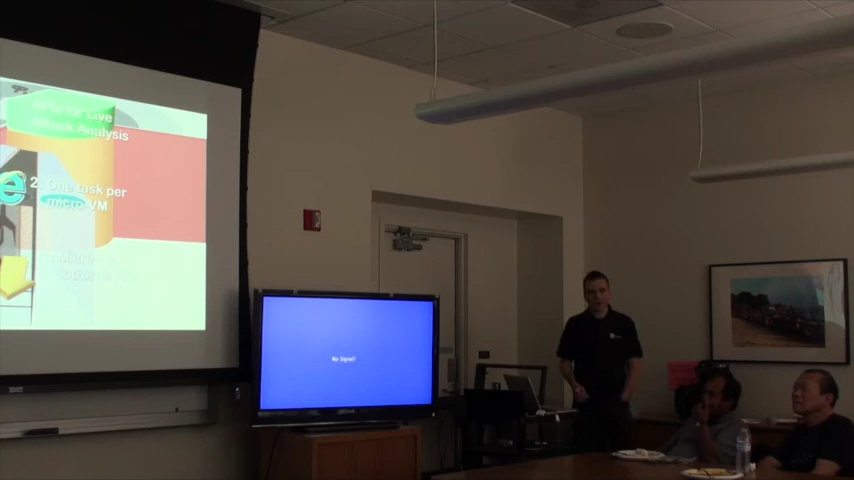 APIs for Live
Attack Analysis
2. One task per
micro-VM
No Signal!